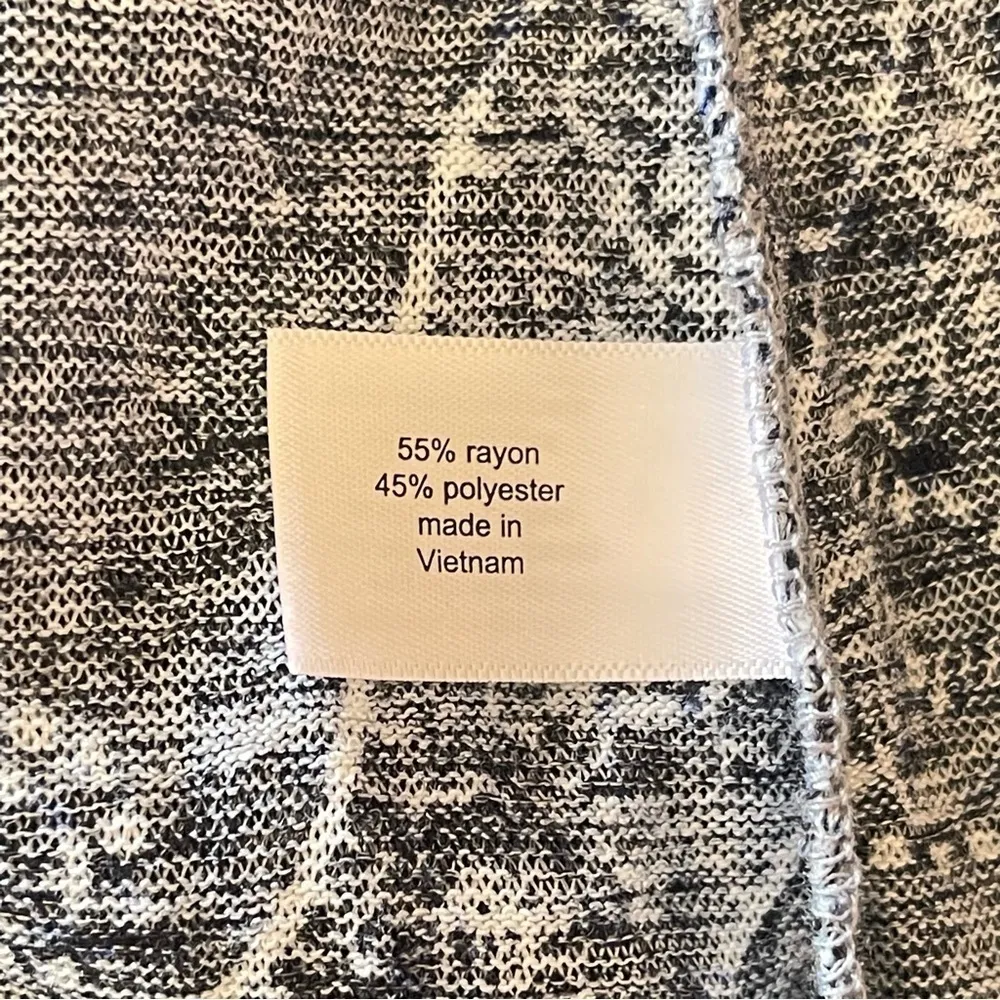 55% rayon
45% polyester
made in
Vietnam